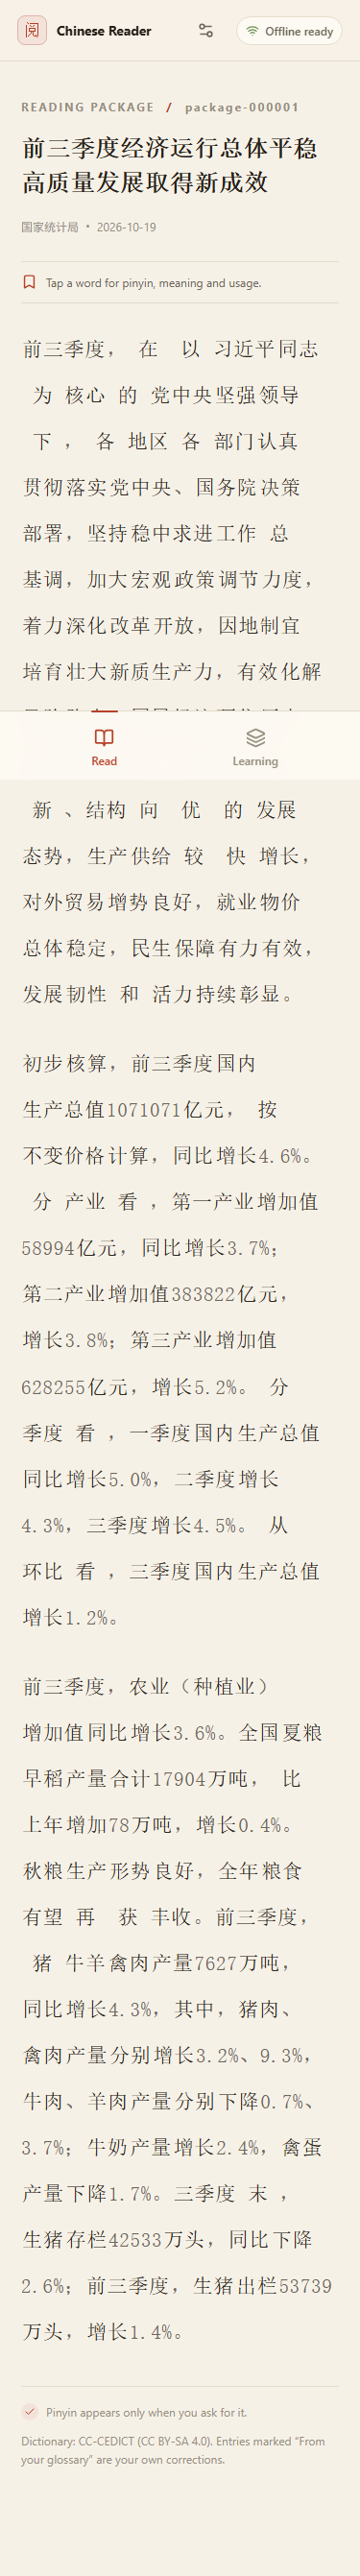 阅 Chinese Reader Offline ready
READING PACKAGE / package-000001
前三季度经济运行总体平稳
高质量发展取得新成效
国家统计局 • 2026-10-19
Tap a word for pinyin, meaning and usage.
前三季度， 在 以 习近平同志
为 核心 的 党中央坚强领导
下 ， 各 地区 各 部门认真
贯彻落实党中央、国务院决策
部署，坚持稳中求进工作 总
基调，加大宏观政策调节力度，
着力深化改革开放，因地制宜
培育壮大新质生产力，有效化解
Read Learning
新 、结构 向 优 的 发展
态势，生产供给 较 快 增长，
对外贸易增势良好，就业物价
总体稳定，民生保障有力有效，
发展韧性 和 活力持续彰显。
初步核算，前三季度国内
生产总值1071071亿元， 按
不变价格计算，同比增长4.6%。
分 产业 看 ，第一产业增加值
58994亿元，同比增长3.7%；
第二产业增加值383822亿元，
增长3.8%；第三产业增加值
628255亿元，增长5.2%。 分
季度 看 ，一季度国内生产总值
同比增长5.0%，二季度增长
4.3%，三季度增长4.5%。 从
环比 看 ，三季度国内生产总值
增长1.2%。
前三季度，农业（种植业）
增加值同比增长3.6%。全国夏粮
早稻产量合计17904万吨， 比
上年增加78万吨，增长0.4%。
秋粮生产形势良好，全年粮食
有望 再 获 丰收。前三季度，
猪 牛羊禽肉产量7627万吨，
同比增长4.3%，其中，猪肉、
禽肉产量分别增长3.2%、9.3%，
牛肉、羊肉产量分别下降0.7%、
3.7%；牛奶产量增长2.4%，禽蛋
产量下降1.7%。三季度 末 ，
生猪存栏42533万头，同比下降
2.6%；前三季度，生猪出栏53739
万头，增长1.4%。
Pinyin appears only when you ask for it.
Dictionary: CC-CEDICT (CC BY-SA 4.0). Entries marked “From
your glossary” are your own corrections.